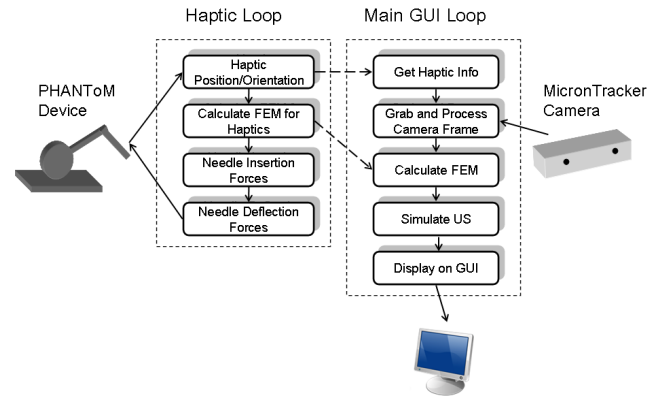 Haptic Loop
Main GUI Loop
PHANToM
Device
Haptic
Position/Orientation
Calculate FEM for
Haptics
Needle Insertion
Forces
Needle Deflection
Forces
Get Haptic Info
Grab and Process
Camera Frame
Calculate FEM
Simulate US
Display on GUI
MicronTracker
Camera